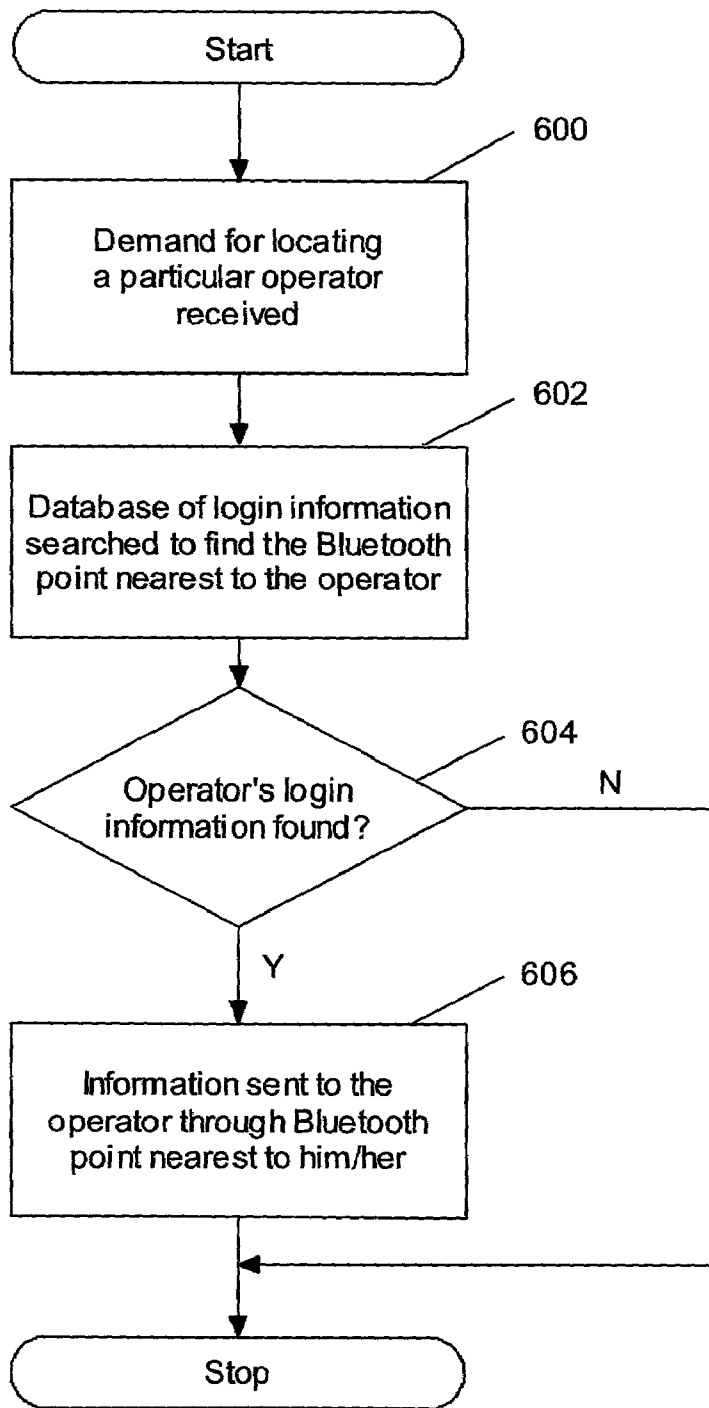 Start
600
Demand for locating
a particular operator
received
602
Database of login information
searched to find the Bluetooth
point nearest to the operator
604
Operator's login
information found?
N
Y
606
Information sent to the
operator through Bluetooth
point nearest to him/her
Stop